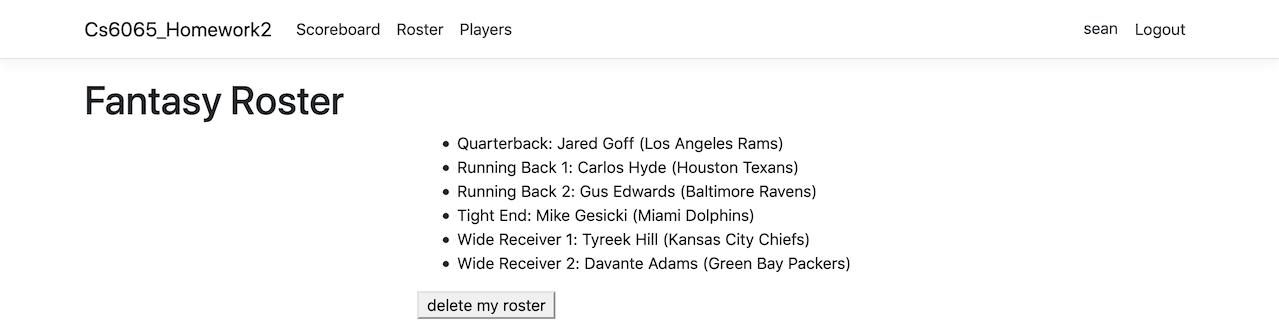 Cs6065_Homework2 Scoreboard Roster Players sean Logout
Fantasy Roster
• Quarterback: Jared Goff (Los Angeles Rams)
• Running Back 1: Carlos Hyde (Houston Texans)
• Running Back 2: Gus Edwards (Baltimore Ravens)
• Tight End: Mike Gesicki (Miami Dolphins)
• Wide Receiver 1: Tyreek Hill (Kansas City Chiefs)
• Wide Receiver 2: Davante Adams (Green Bay Packers)
delete my roster